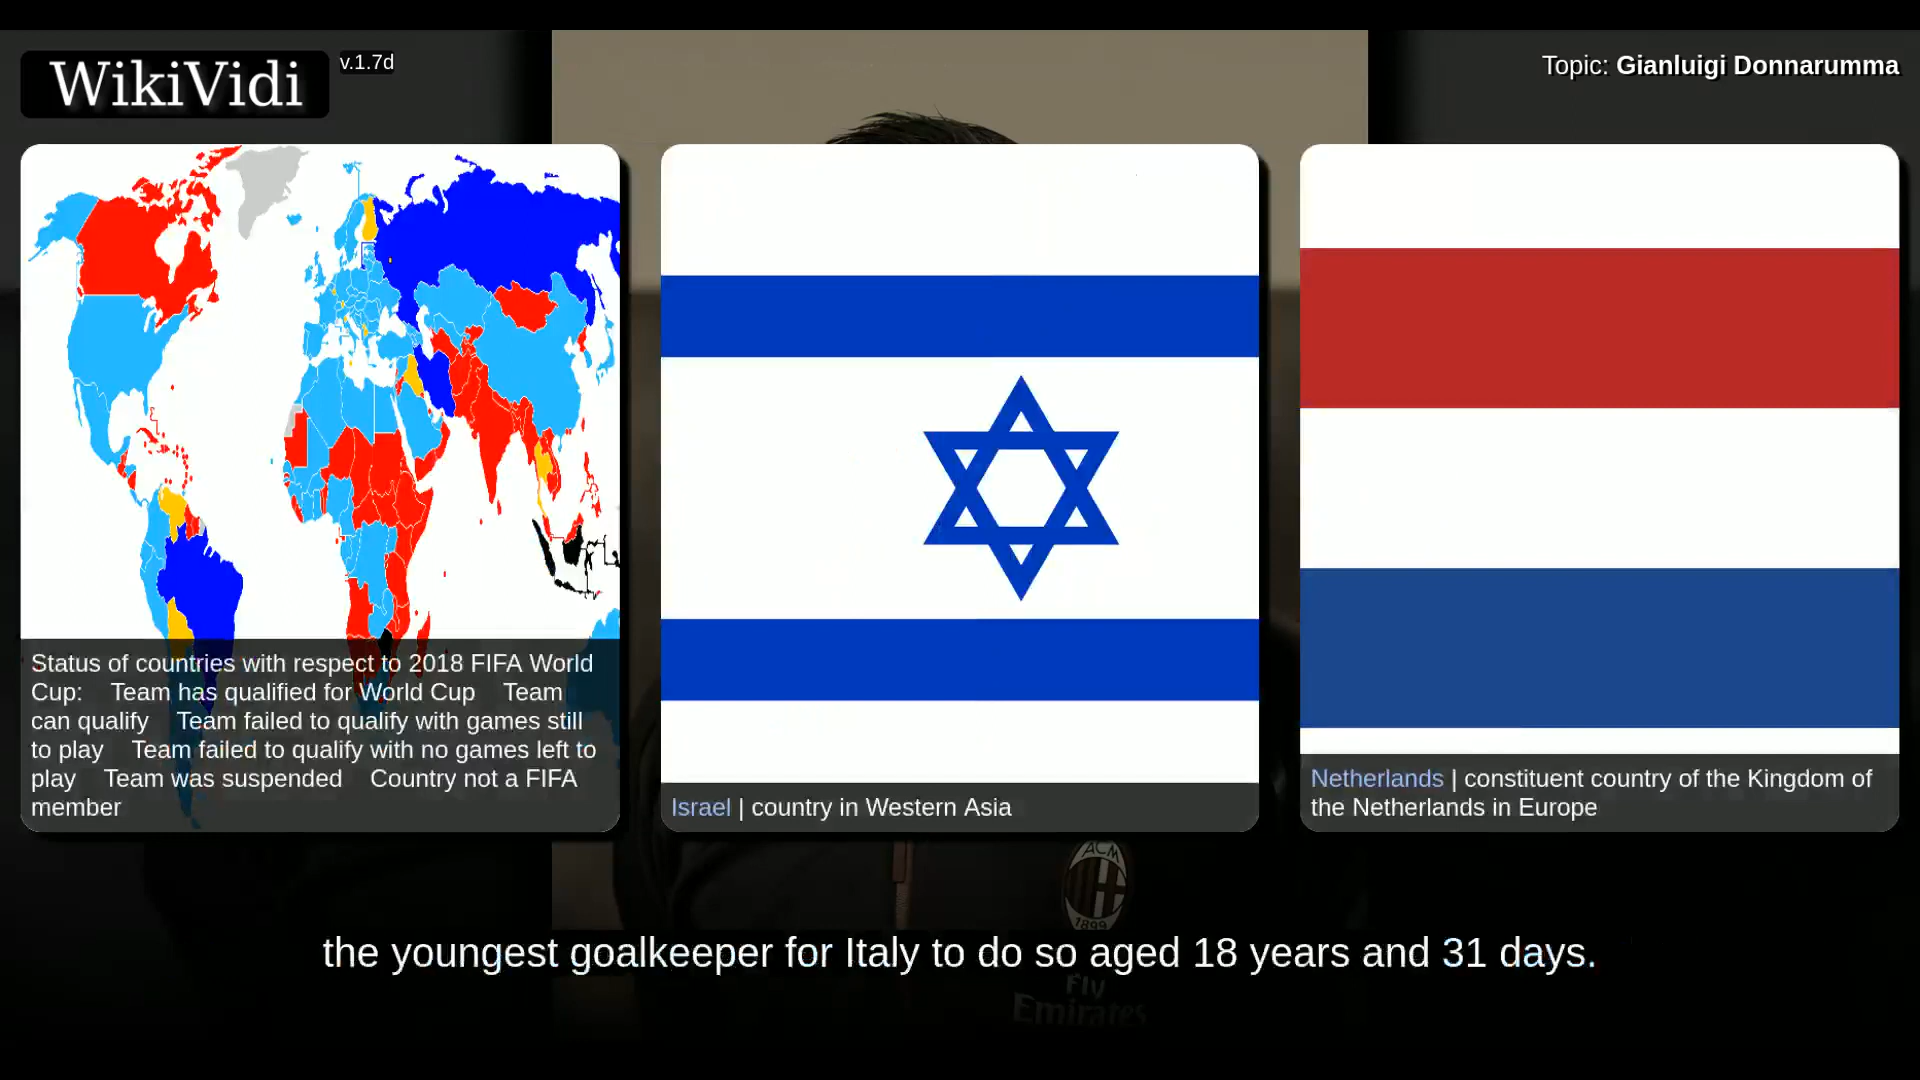 WikiVidi
v.1.7d
Topic: Gianluigi Donnarumma
Status of countries with respect to 2018 FIFA World
Cup: Team has qualified for World Cup Team
can qualify Team failed to qualify with games still
to play Team failed to qualify with no games left to
play Team was suspended Country not a FIFA
member
Israel | country in Western Asia
Netherlands | constituent country of the Kingdom of
the Netherlands in Europe
ACM
1899
the youngest goalkeeper for Italy to do so aged 18 years and 31 days.
Fly
Emirates